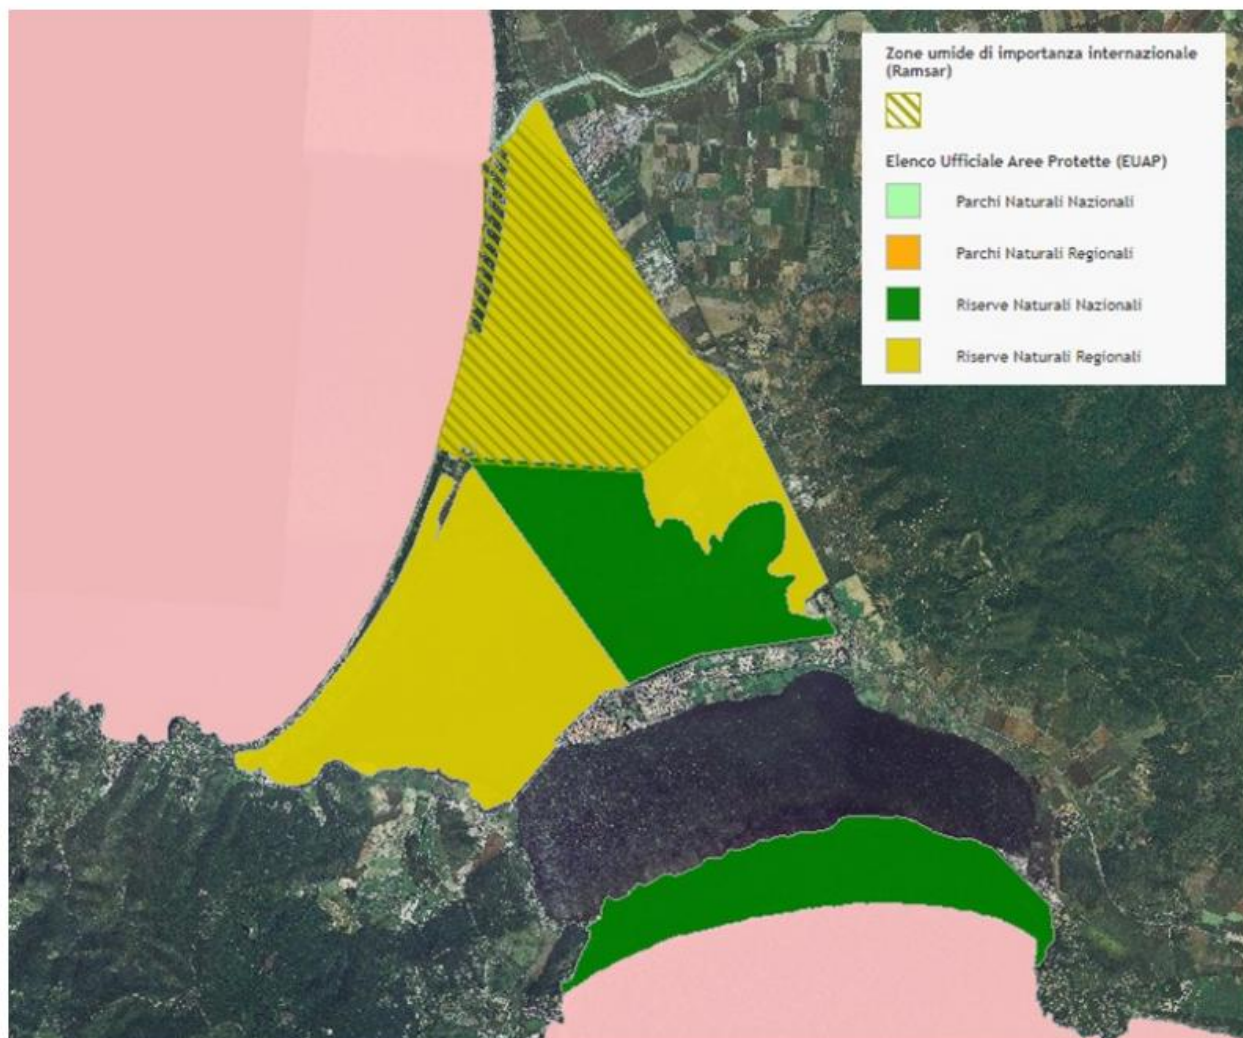 Zone umide di importanza internazionale
(Ramsar)
Elenco Ufficiale Aree Protette (EUAP)
Parchi Naturali Nazionali
Parchi Naturali Regionali
Riserve Naturali Nazionali
Riserve Naturali Regionali